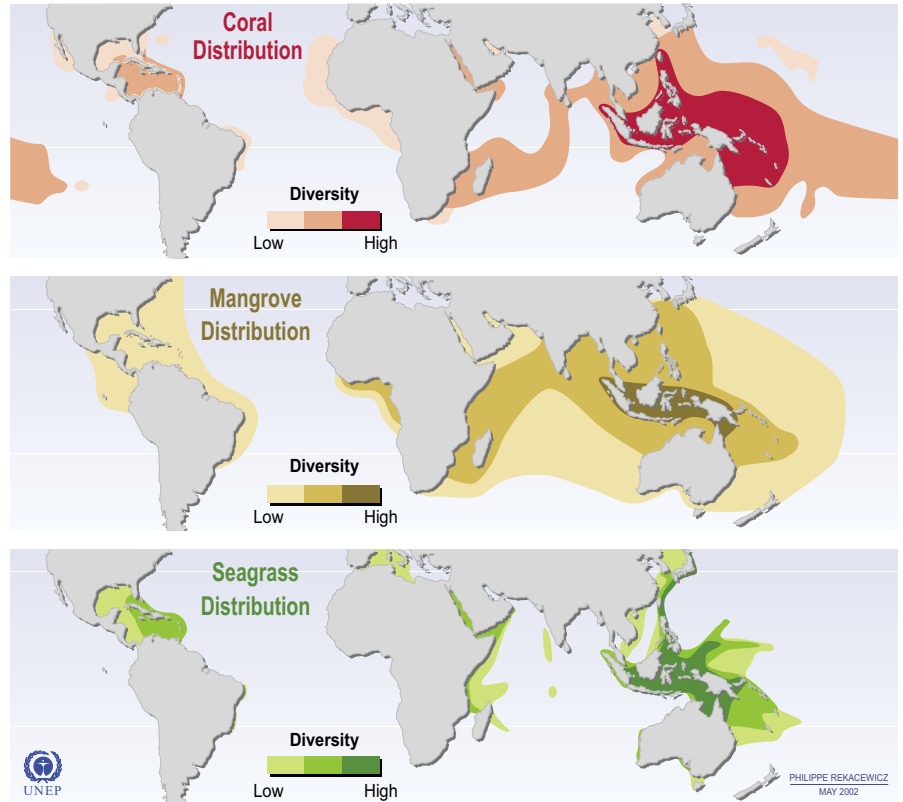 Coral
Distribution
Diversity
Low High
Mangrove
Distribution
Diversity
Low High
Seagrass
Distribution
Diversity
Low High
UNEP
PHILIPPE REKACEWICZ
MAY 2002